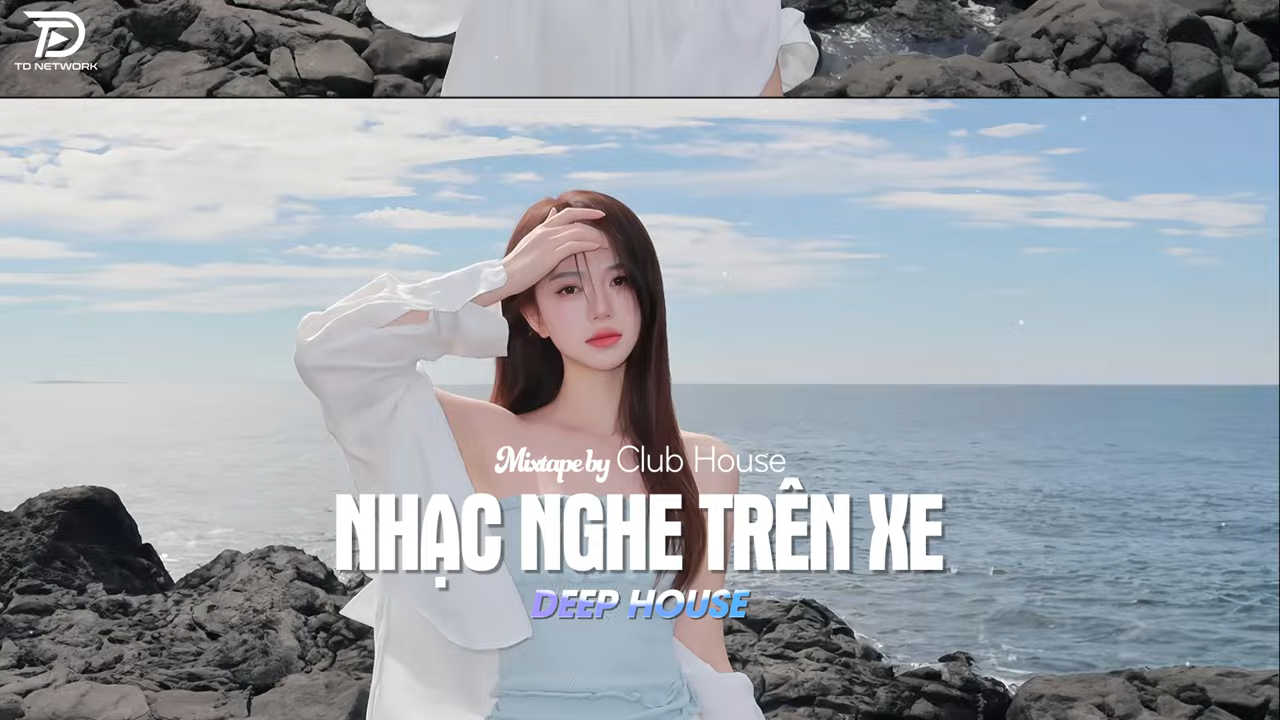 TD NETWORK
Mixtape by Club House
NHẠC NGHE TRÊN XE
DEEP HOUSE